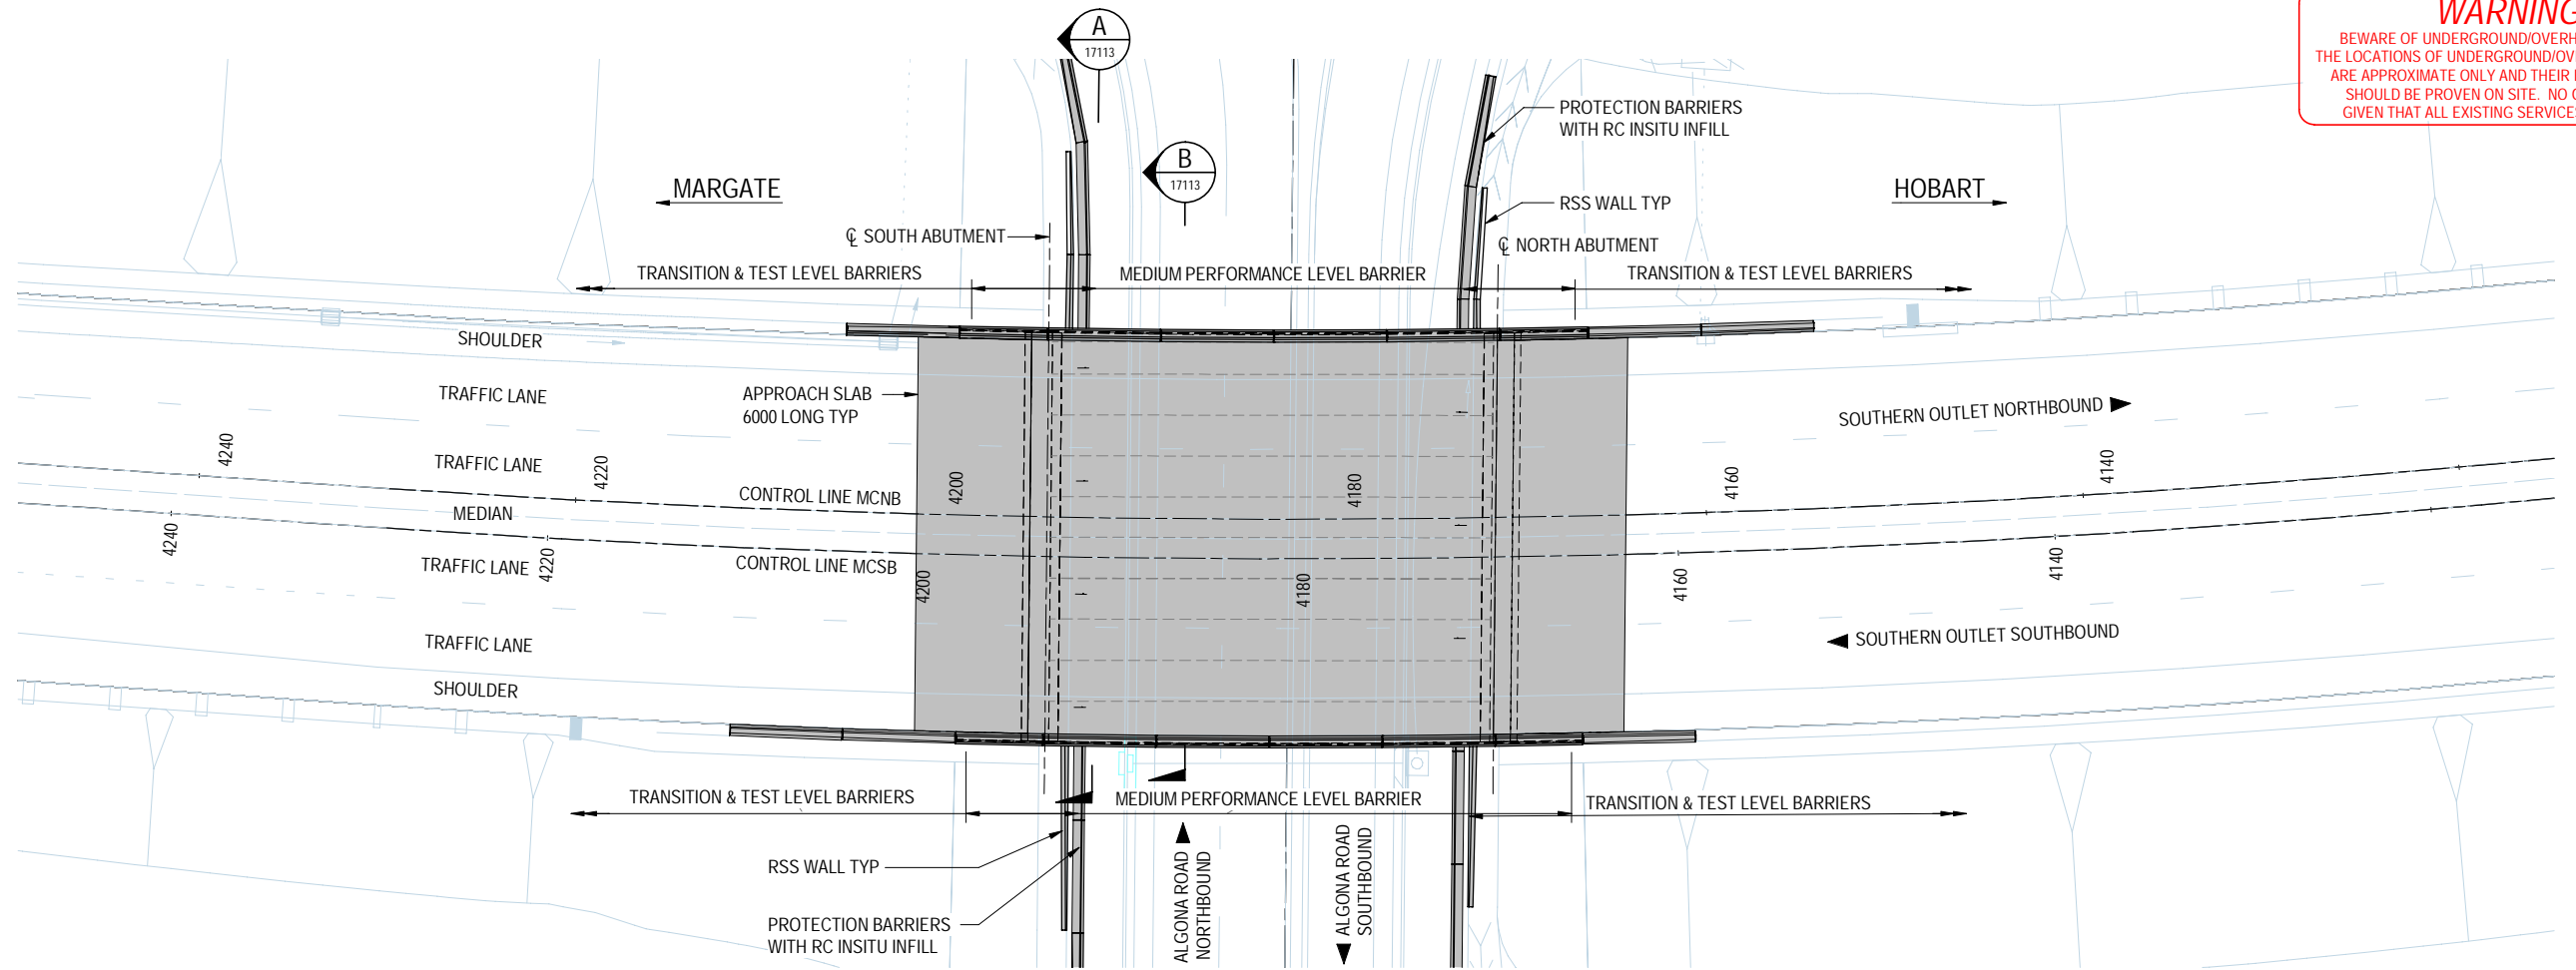 A
17113
B
17113
WARNING
BEWARE OF UNDERGROUND/OVERH
THE LOCATIONS OF UNDERGROUND/OV
ARE APPROXIMATE ONLY AND THEIR
SHOULD BE PROVEN ON SITE. NO
GIVEN THAT ALL EXISTING SERVICES
PROTECTION BARRIERS
WITH RC INSITU INFILL
MARGATE
HOBART
RSS WALL TYP
℄ SOUTH ABUTMENT
℄ NORTH ABUTMENT
TRANSITION & TEST LEVEL BARRIERS
MEDIUM PERFORMANCE LEVEL BARRIER
TRANSITION & TEST LEVEL BARRIERS
SHOULDER
TRAFFIC LANE
APPROACH SLAB
6000 LONG TYP
SOUTHERN OUTLET NORTHBOUND
4240
TRAFFIC LANE
4220
4200
4180
4160
4140
CONTROL LINE MCNB
MEDIAN
4240
4220
TRAFFIC LANE
CONTROL LINE MCSB
4200
4180
4160
4140
TRAFFIC LANE
SOUTHERN OUTLET SOUTHBOUND
SHOULDER
TRANSITION & TEST LEVEL BARRIERS
MEDIUM PERFORMANCE LEVEL BARRIER
TRANSITION & TEST LEVEL BARRIERS
RSS WALL TYP
ALGONA ROAD
NORTHBOUND
ALGONA ROAD
SOUTHBOUND
PROTECTION BARRIERS
WITH RC INSITU INFILL